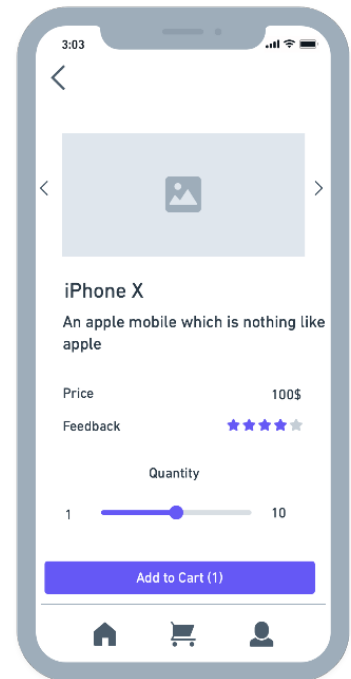 3:03
iPhone X
An apple mobile which is nothing like
apple
Price 100$
Feedback
Quantity
1 10
Add to Cart (1)